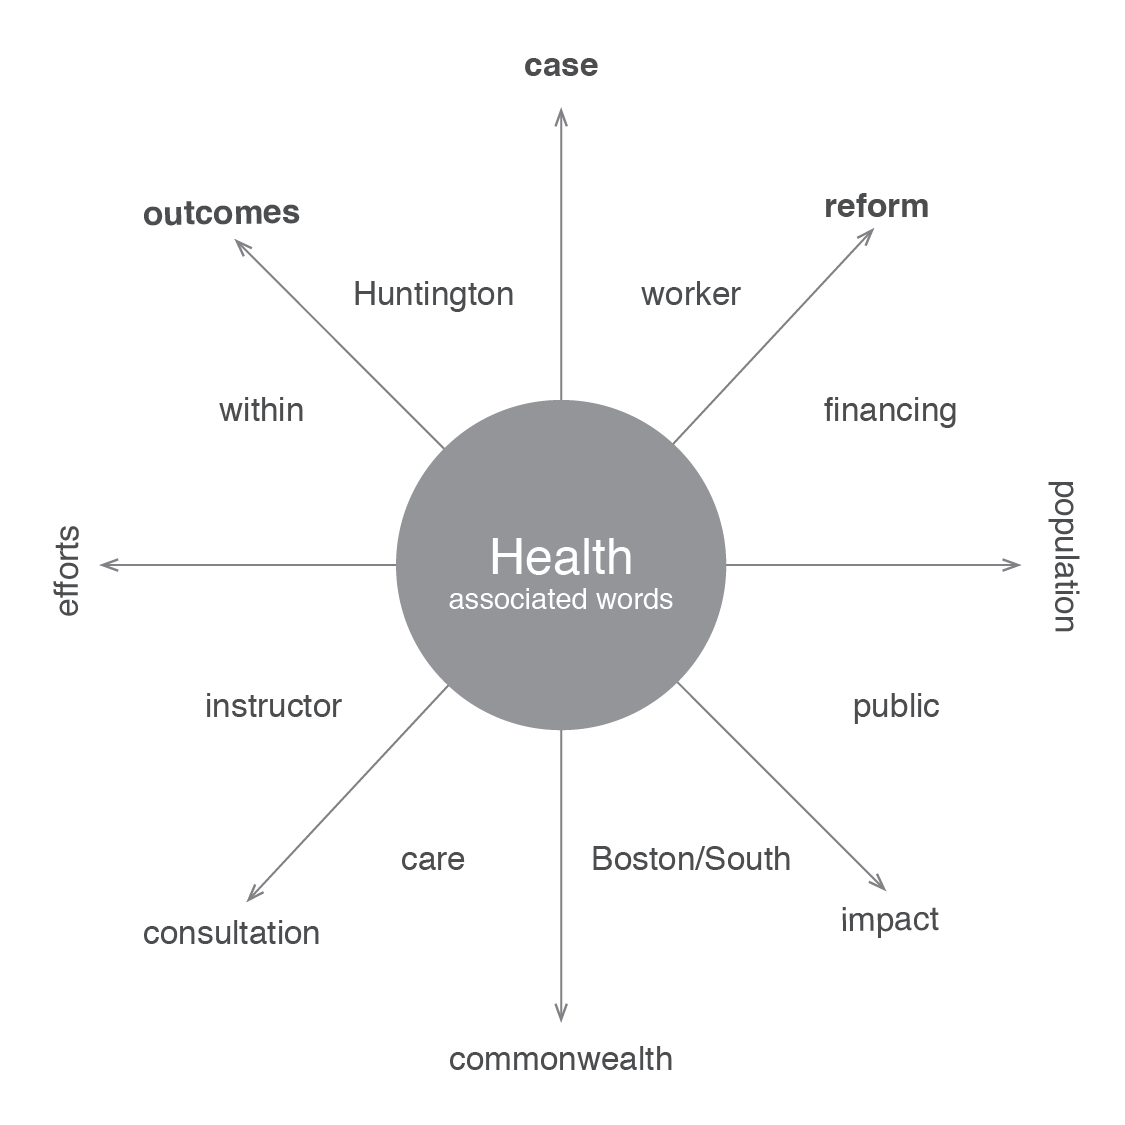 case
outcomes
reform
Huntington
worker
within
financing
efforts
Health
associated words
population
instructor
public
care
Boston/South
consultation
impact
commonwealth